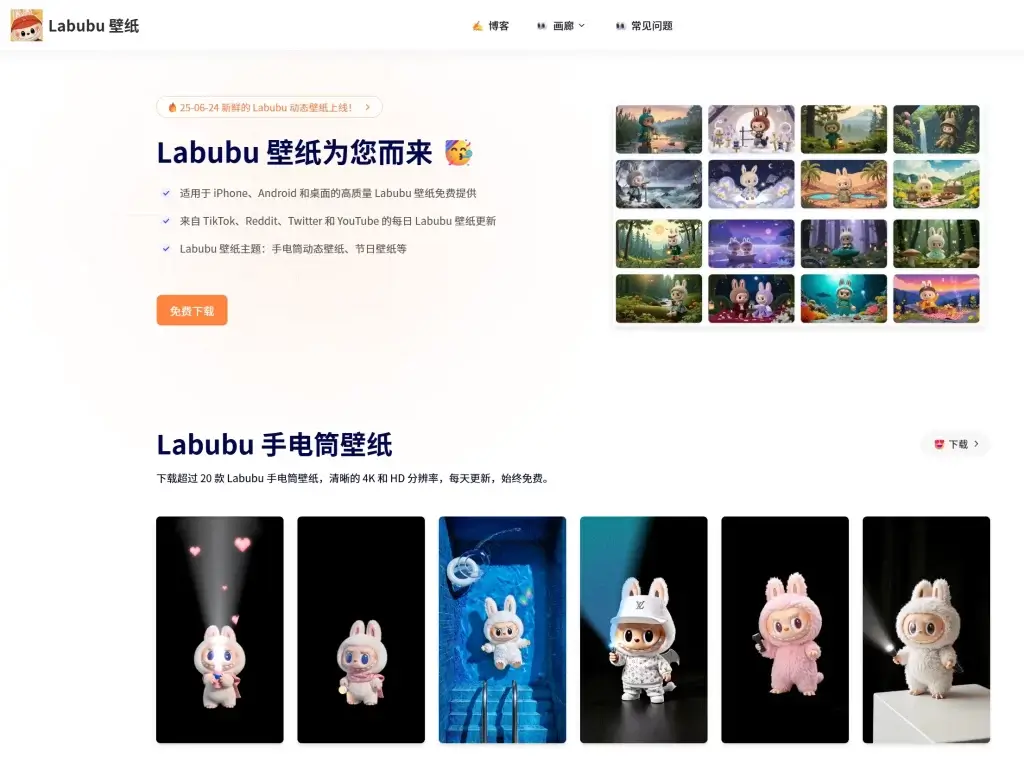 Labubu 壁纸
博客
画廊
常见问题
25-06-24 新鲜的 Labubu 动态壁纸上线！
Labubu 壁纸为您而来
适用于 iPhone、Android 和桌面的高质量 Labubu 壁纸免费提供
来自 TikTok、Reddit、Twitter 和 YouTube 的每日 Labubu 壁纸更新
Labubu 壁纸主题：手电筒动态壁纸、节日壁纸等
免费下载
Labubu 手电筒壁纸
下载
下载超过 20 款 Labubu 手电筒壁纸，清晰的 4K 和 HD 分辨率，每天更新，始终免费。